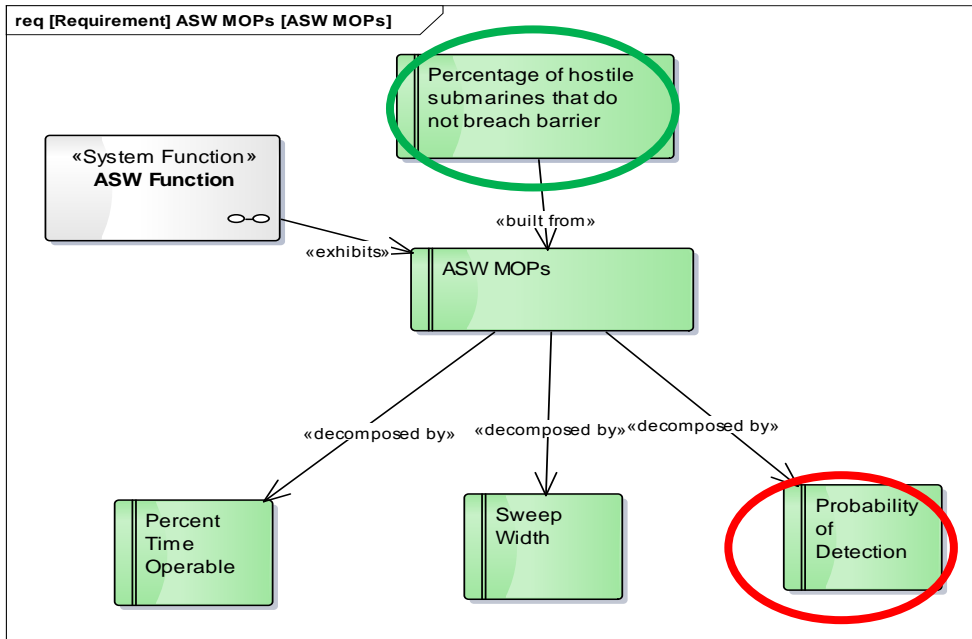 req [Requirement] ASW MOPs [ASW MOPs]
Percentage of hostile
submarines that do
not breach barrier
«System Function»
ASW Function
«built from»
«exhibits»
ASW MOPs
«decomposed by»
«decomposed by»
«decomposed by»
Percent
Time
Operable
Sweep
Width
Probability
of
Detection